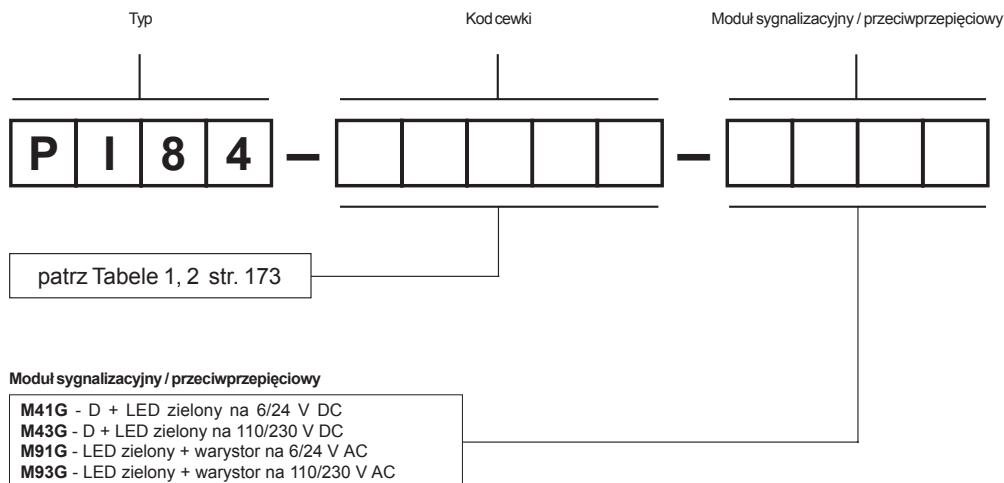 Typ
Kod cewki
Moduł sygnalizacyjny / przeciwprzepięciowy
P I 8 4 – –
patrz Tabele 1, 2 str. 173
Moduł sygnalizacyjny / przeciwprzepięciowy
M41G - D + LED zielony na 6/24 V DC
M43G - D + LED zielony na 110/230 V DC
M91G - LED zielony + warystor na 6/24 V AC
M93G - LED zielony + warystor na 110/230 V AC